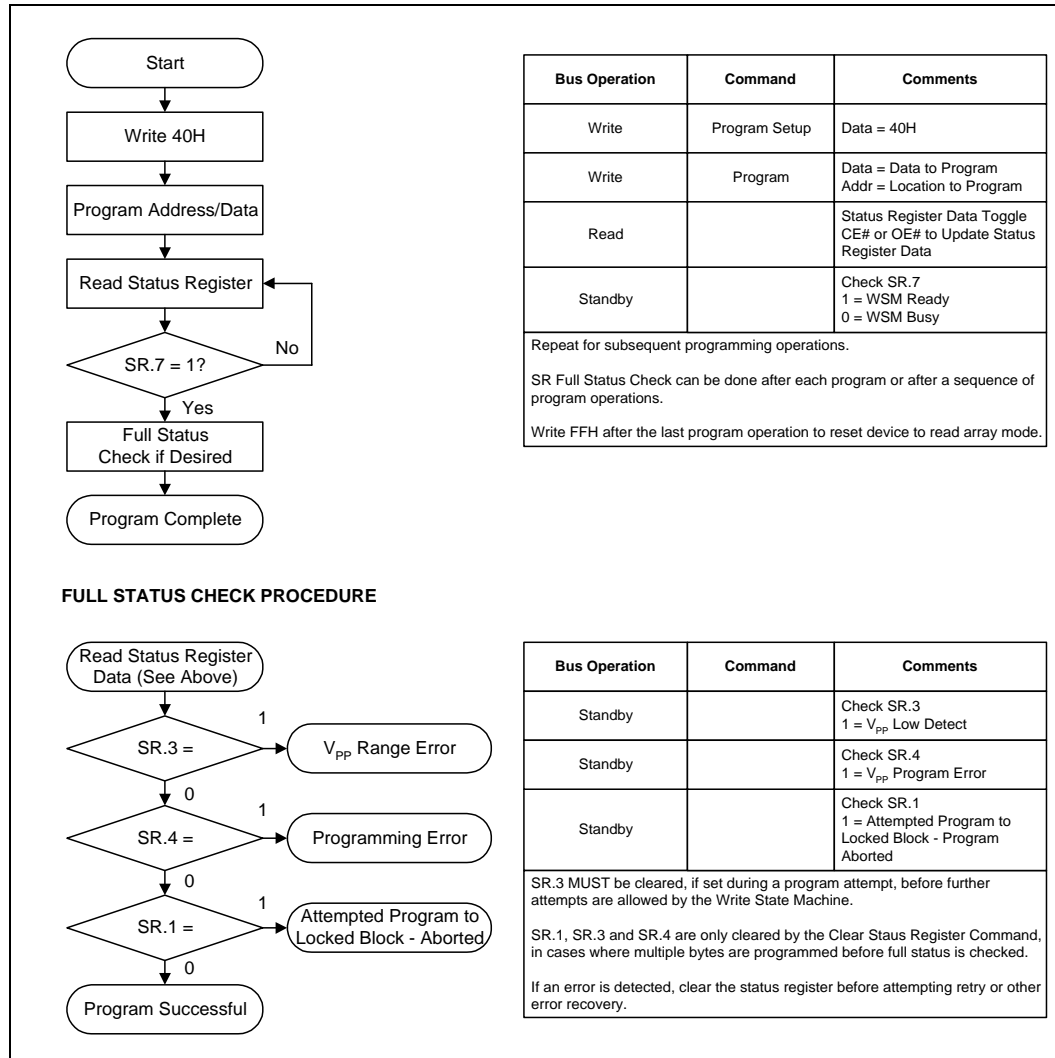 Start
Write 40H
Program Address/Data
Read Status Register
SR.7 = 1?
No
Yes
Full Status
Check if Desired
Program Complete
Bus Operation
Command
Comments
Write
Program Setup
Data = 40H
Write
Program
Data = Data to Program
Addr = Location to Program
Read
Status Register Data Toggle
CE# or OE# to Update Status
Register Data
Standby
Check SR.7
1 = WSM Ready
0 = WSM Busy
Repeat for subsequent programming operations.
SR Full Status Check can be done after each program or after a sequence of
program operations.
Write FFH after the last program operation to reset device to read array mode.
FULL STATUS CHECK PROCEDURE
Read Status Register
Data (See Above)
SR.3 =
1
VPP Range Error
0
SR.4 =
1
Programming Error
0
SR.1 =
1
Attempted Program to
Locked Block - Aborted
0
Program Successful
Bus Operation
Command
Comments
Standby
Check SR.3
1 = VPP Low Detect
Standby
Check SR.4
1 = VPP Program Error
Standby
Check SR.1
1 = Attempted Program to
Locked Block - Program
Aborted
SR.3 MUST be cleared, if set during a program attempt, before further
attempts are allowed by the Write State Machine.
SR.1, SR.3 and SR.4 are only cleared by the Clear Staus Register Command,
in cases where multiple bytes are programmed before full status is checked.
If an error is detected, clear the status register before attempting retry or other
error recovery.